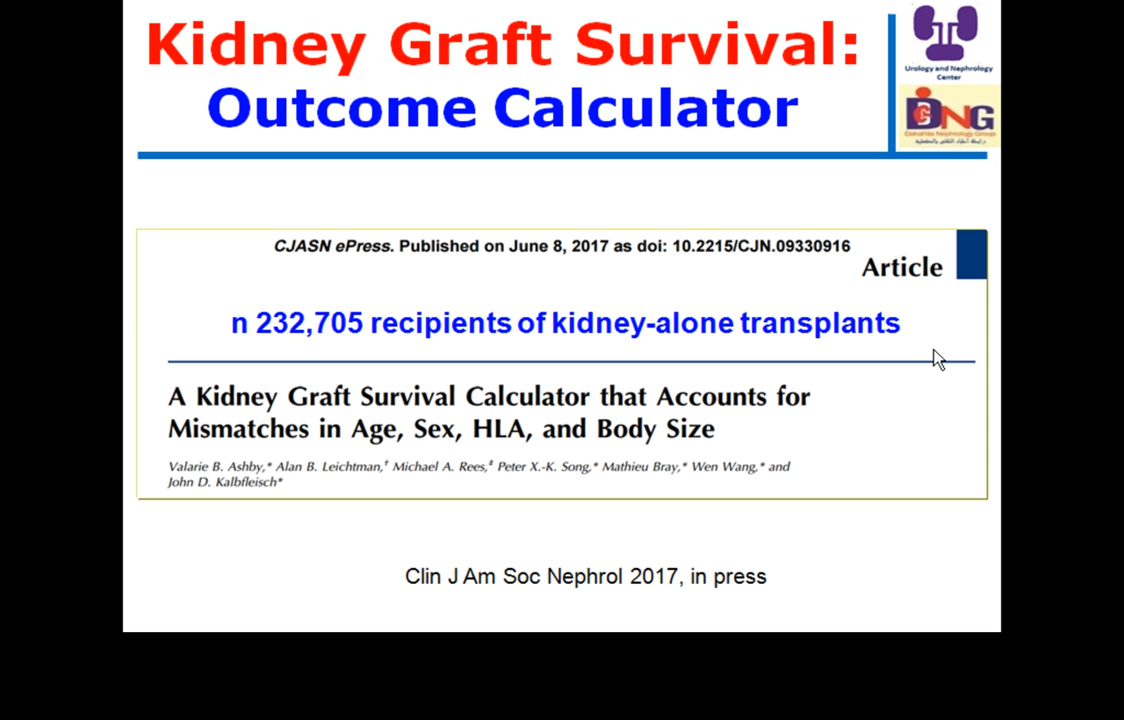 Kidney Graft Survival:
Outcome Calculator
Urology and Nephrology
Center
DNG
Dakahlia Nephrology Group
CJASN ePress. Published on June 8, 2017 as doi: 10.2215/CJN.09330916
Article
n 232,705 recipients of kidney-alone transplants
A Kidney Graft Survival Calculator that Accounts for
Mismatches in Age, Sex, HLA, and Body Size
Valarie B. Ashby,* Alan B. Leichtman,† Michael A. Rees,‡ Peter X.-K. Song,* Mathieu Bray,* Wen Wang,* and
John D. Kalbfleisch*
Clin J Am Soc Nephrol 2017, in press